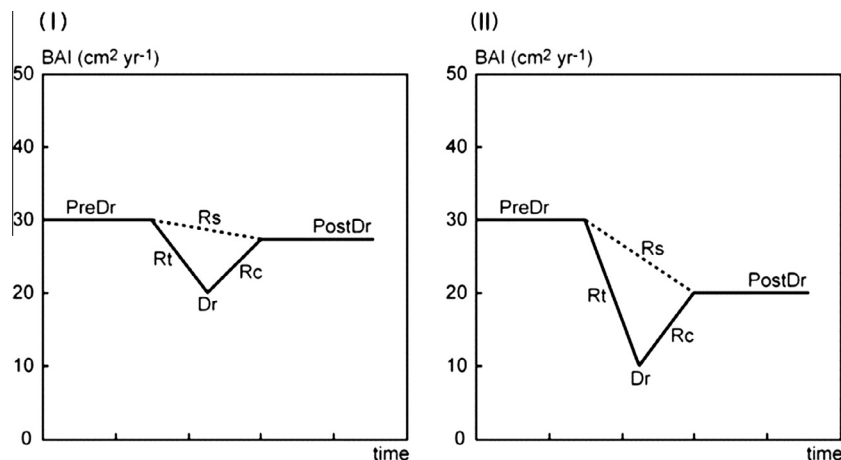 (I)
BAI (cm2 yr-1)
50
40
30
20
10
0
PreDr
Rs
PostDr
Rt
Rc
Dr
time
(II)
BAI (cm2 yr-1)
50
40
30
20
10
0
PreDr
Rs
PostDr
Rt
Rc
Dr
time